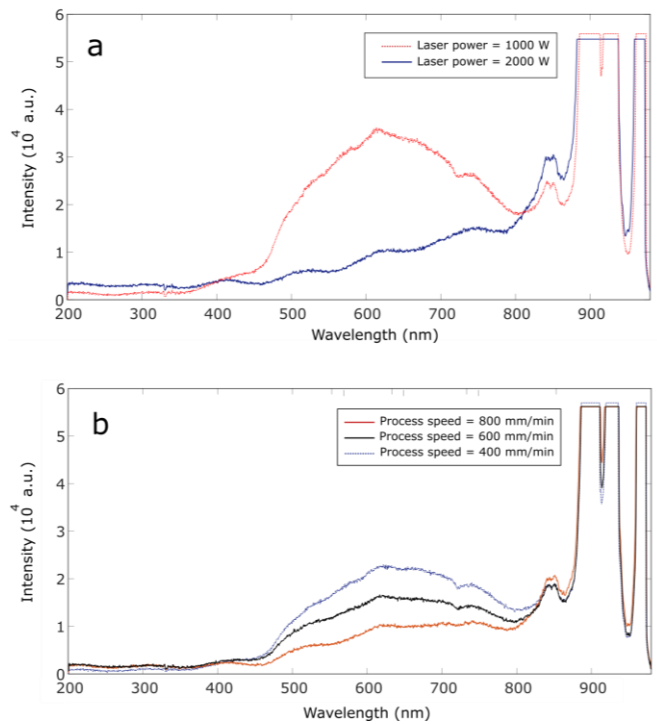 a
Laser power = 1000 W
Laser power = 2000 W
6
5
4
3
2
1
0
Intensity (10^4 a.u.)
200 300 400 500 600 700 800 900
Wavelength (nm)
b
Process speed = 800 mm/min
Process speed = 600 mm/min
Process speed = 400 mm/min
6
5
4
3
2
1
0
Intensity (10^4 a.u.)
200 300 400 500 600 700 800 900
Wavelength (nm)